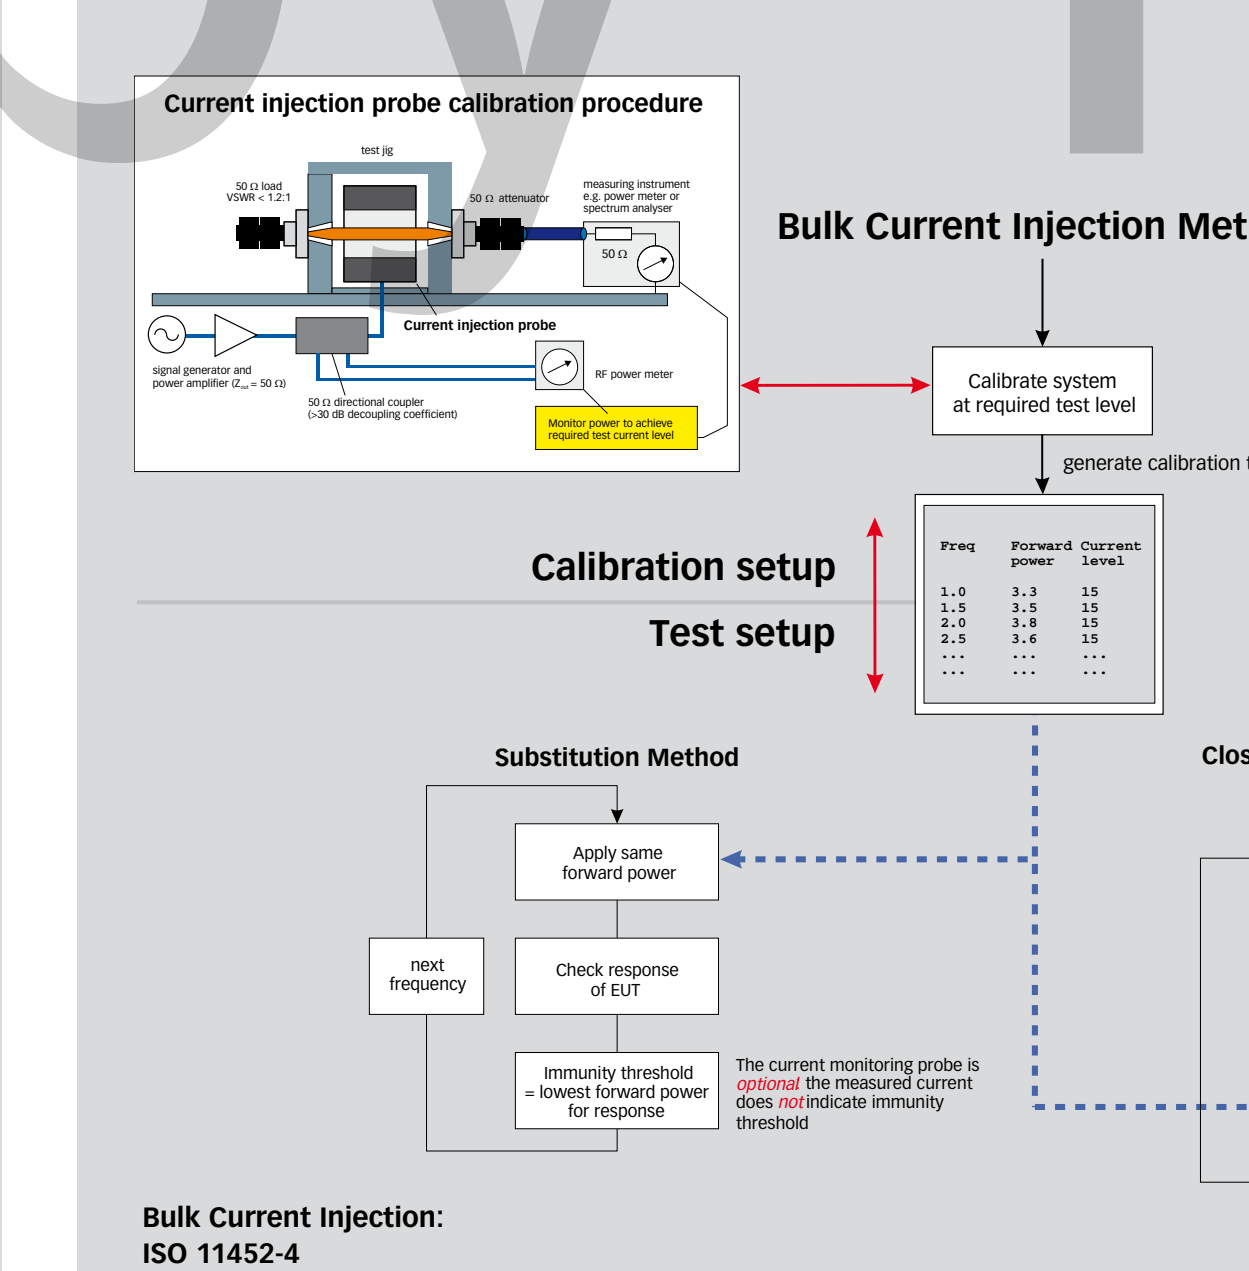 Current injection probe calibration procedure
test jig
50 Ω load
VSWR < 1.2:1
50 Ω attenuator
measuring instrument
e.g. power meter or
spectrum analyser
50 Ω
Current injection probe
signal generator and
power amplifier (Zout = 50 Ω)
RF power meter
50 Ω directional coupler
(>30 dB decoupling coefficient)
Monitor power to achieve
required test current level
Bulk Current Injection Met
Calibrate system
at required test level
generate calibration t
Calibration setup
Test setup
Freq Forward Current
power level
1.0 3.3 15
1.5 3.5 15
2.0 3.8 15
2.5 3.6 15
... ... ...
... ... ...
Substitution Method
Clos
Apply same
forward power
next
frequency
Check response
of EUT
Immunity threshold
= lowest forward power
for response
The current monitoring probe is
optional the measured current
does not indicate immunity
threshold
Bulk Current Injection:
ISO 11452-4